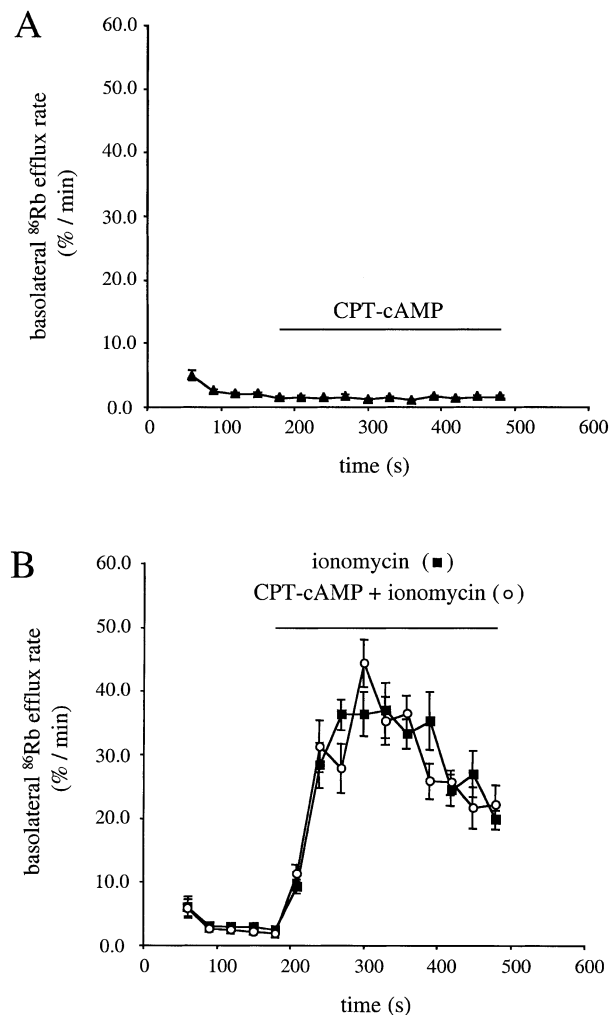 A
60.0
50.0
40.0
30.0
20.0
10.0
0.0
basolateral ⁸⁶Rb efflux rate
(% / min)
CPT-cAMP
0 100 200 300 400 500 600
time (s)
B
60.0
50.0
40.0
30.0
20.0
10.0
0.0
basolateral ⁸⁶Rb efflux rate
(% / min)
ionomycin (■)
CPT-cAMP + ionomycin (○)
0 100 200 300 400 500 600
time (s)